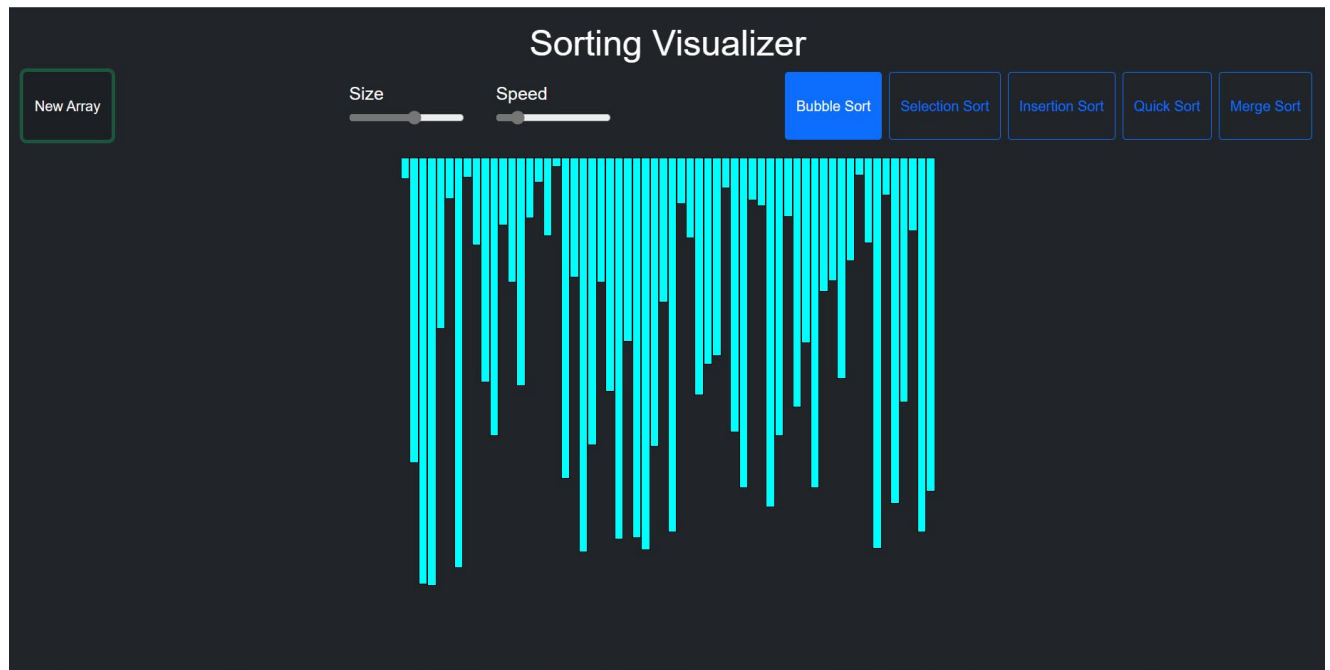 Sorting Visualizer
New Array
Size
Speed
Bubble Sort
Selection Sort
Insertion Sort
Quick Sort
Merge Sort